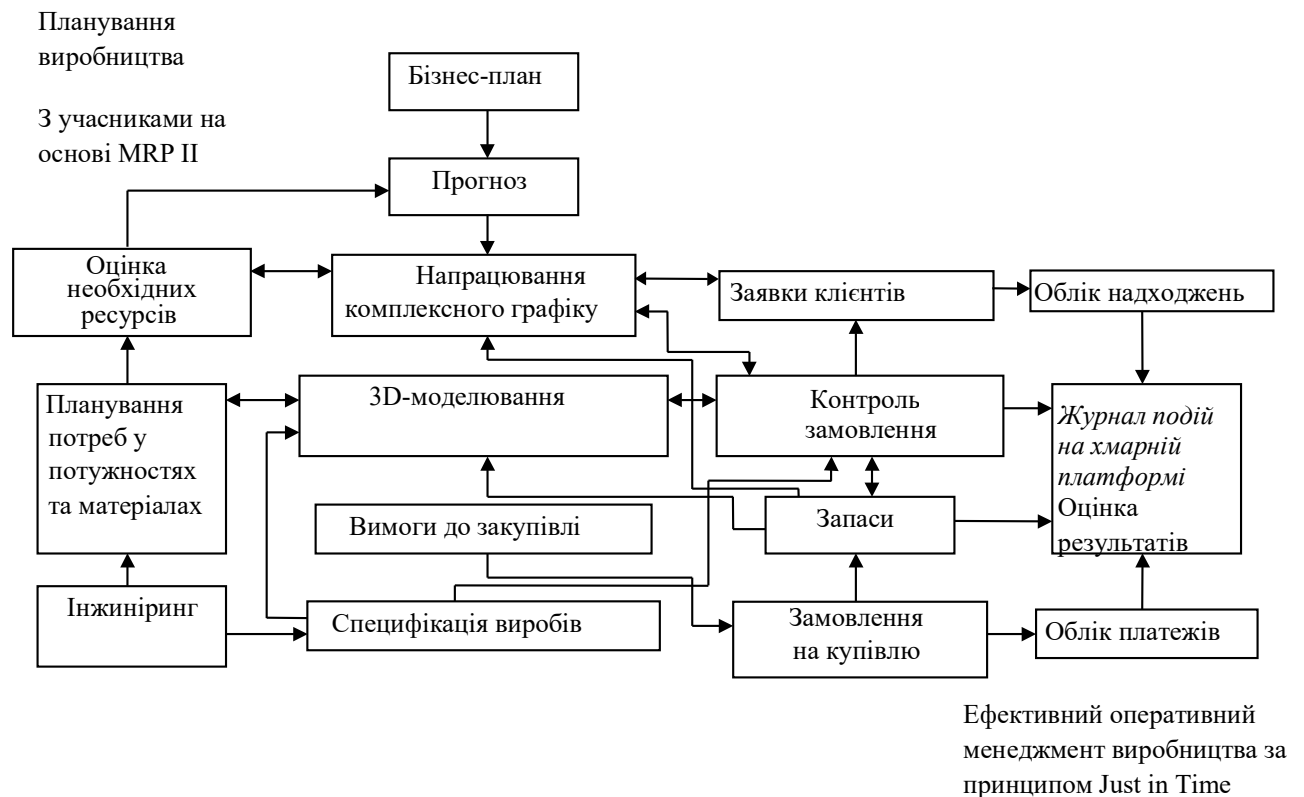 Планування
виробництва
З учасниками на
основі MRP II
Бізнес-план
Прогноз
Оцінка
необхідних
ресурсів
Напрацювання
комплексного графіку
Заявки клієнтів
Облік надходжень
Планування
потреб у
потужностях
та матеріалах
3D-моделювання
Контроль
замовлення
Журнал подій
на хмарній
платформі
Оцінка
результатів
Вимоги до закупівлі
Запаси
Інжиніринг
Специфікація виробів
Замовлення
на купівлю
Облік платежів
Ефективний оперативний
менеджмент виробництва за
принципом Just in Time